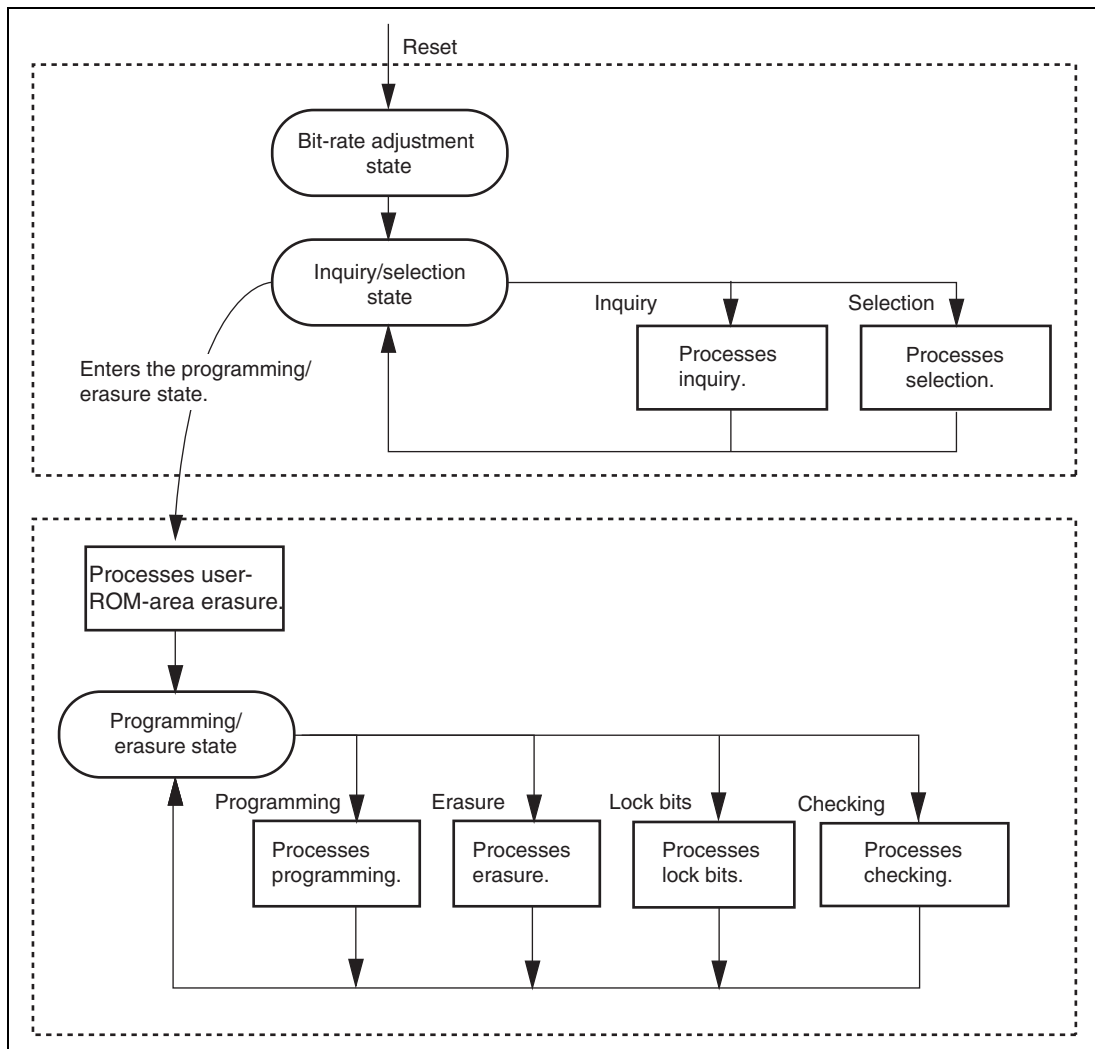 Reset
Bit-rate adjustment
state
Inquiry/selection
state
Inquiry
Selection
Processes
inquiry.
Processes
selection.
Enters the programming/
erasure state.
Processes user-
ROM-area erasure.
Programming/
erasure state
Programming
Erasure
Lock bits
Checking
Processes
programming.
Processes
erasure.
Processes
lock bits.
Processes
checking.